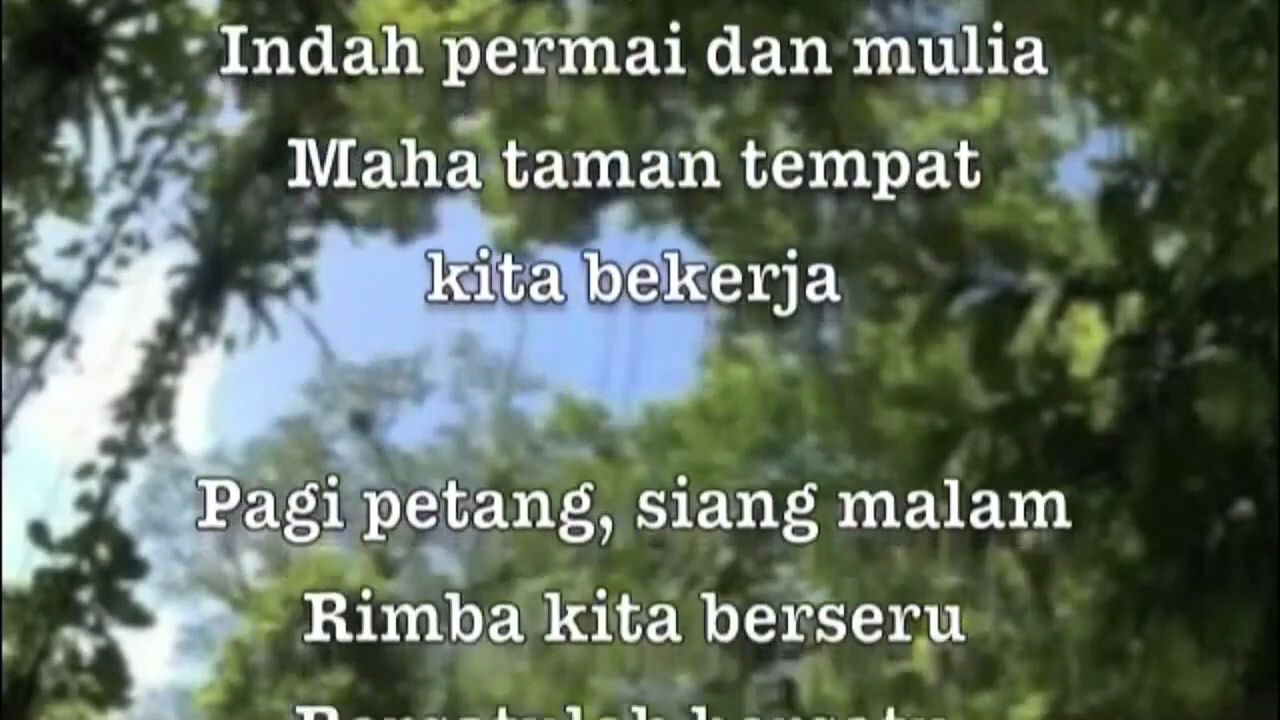 Indah permai dan mulia
Maha taman tempat
kita bekerja
Pagi petang, siang malam
Rimba kita berseru